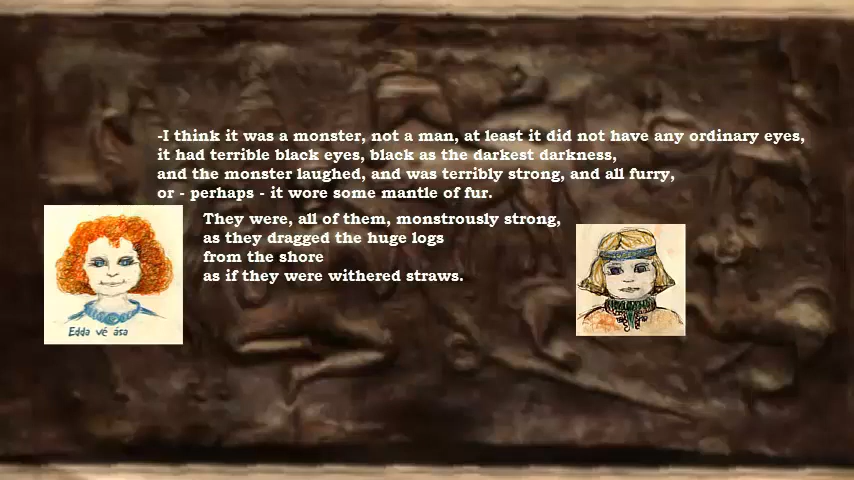 -I think it was a monster, not a man, at least it did not have any ordinary eyes,
it had terrible black eyes, black as the darkest darkness,
and the monster laughed, and was terribly strong, and all furry,
or - perhaps - it wore some mantle of fur.
They were, all of them, monstrously strong,
as they dragged the huge logs
from the shore
as if they were withered straws.
Edda vé ása